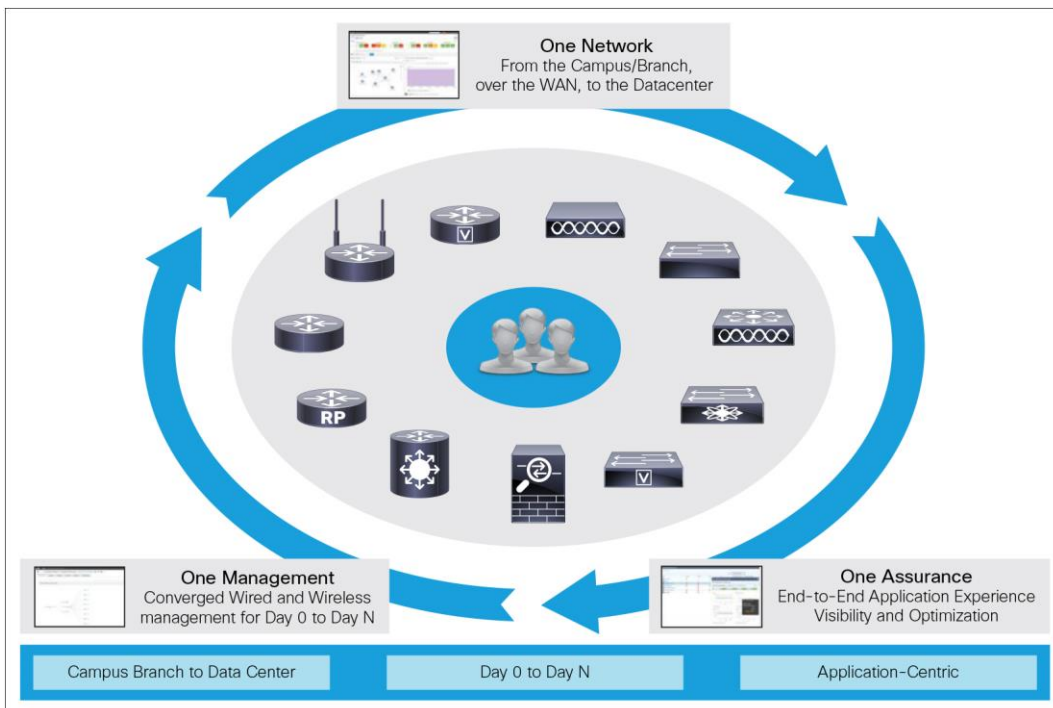 One Network
From the Campus/Branch,
over the WAN, to the Datacenter
V
RP
V
One Management
Converged Wired and Wireless
management for Day 0 to Day N
One Assurance
End-to-End Application Experience
Visibility and Optimization
Campus Branch to Data Center
Day 0 to Day N
Application-Centric